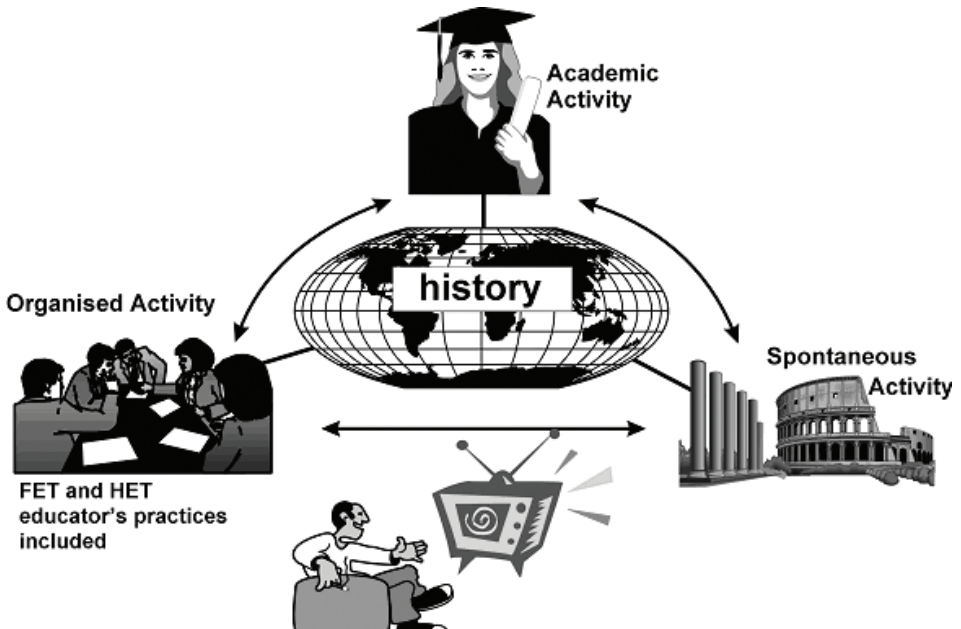 Academic
Activity
history
Organised Activity
Spontaneous
Activity
FET and HET
educator's practices
included